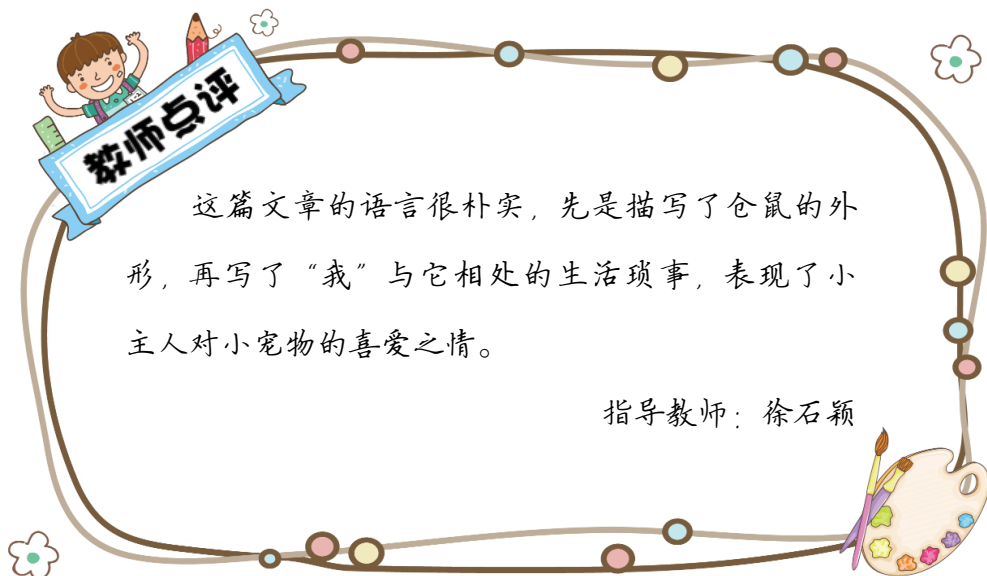 教师点评
这篇文章的语言很朴实，先是描写了仓鼠的外
形，再写了“我”与它相处的生活琐事，表现了小
主人对小宠物的喜爱之情。
指导教师：徐石颖